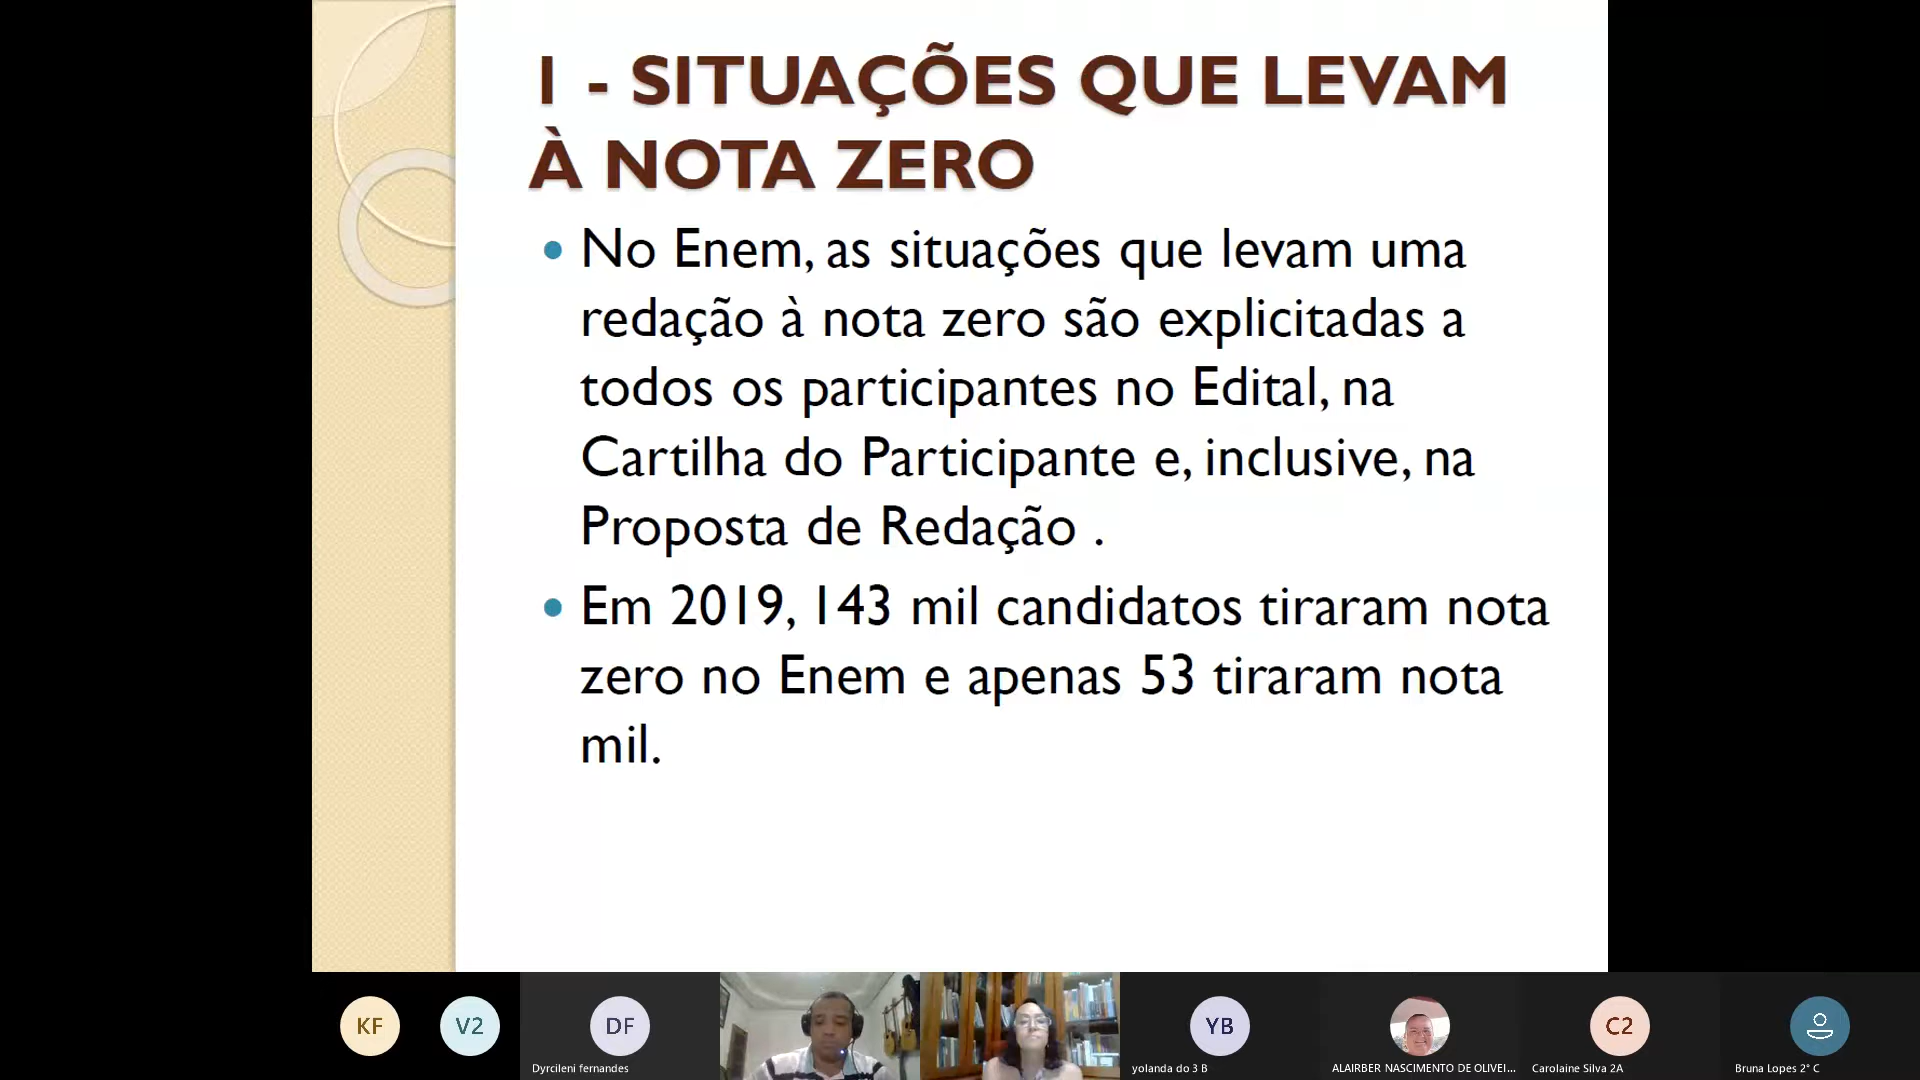 1 - SITUAÇÕES QUE LEVAM
À NOTA ZERO
No Enem, as situações que levam uma
redação à nota zero são explicitadas a
todos os participantes no Edital, na
Cartilha do Participante e, inclusive, na
Proposta de Redação .
Em 2019, 143 mil candidatos tiraram nota
zero no Enem e apenas 53 tiraram nota
mil.
KF
V2
DF
YB
C2
Dyrcileni fernandes
yolanda do 3 B
ALAIRBER NASCIMENTO DE OLIVEI...
Carolaine Silva 2A
Bruna Lopes 2° C